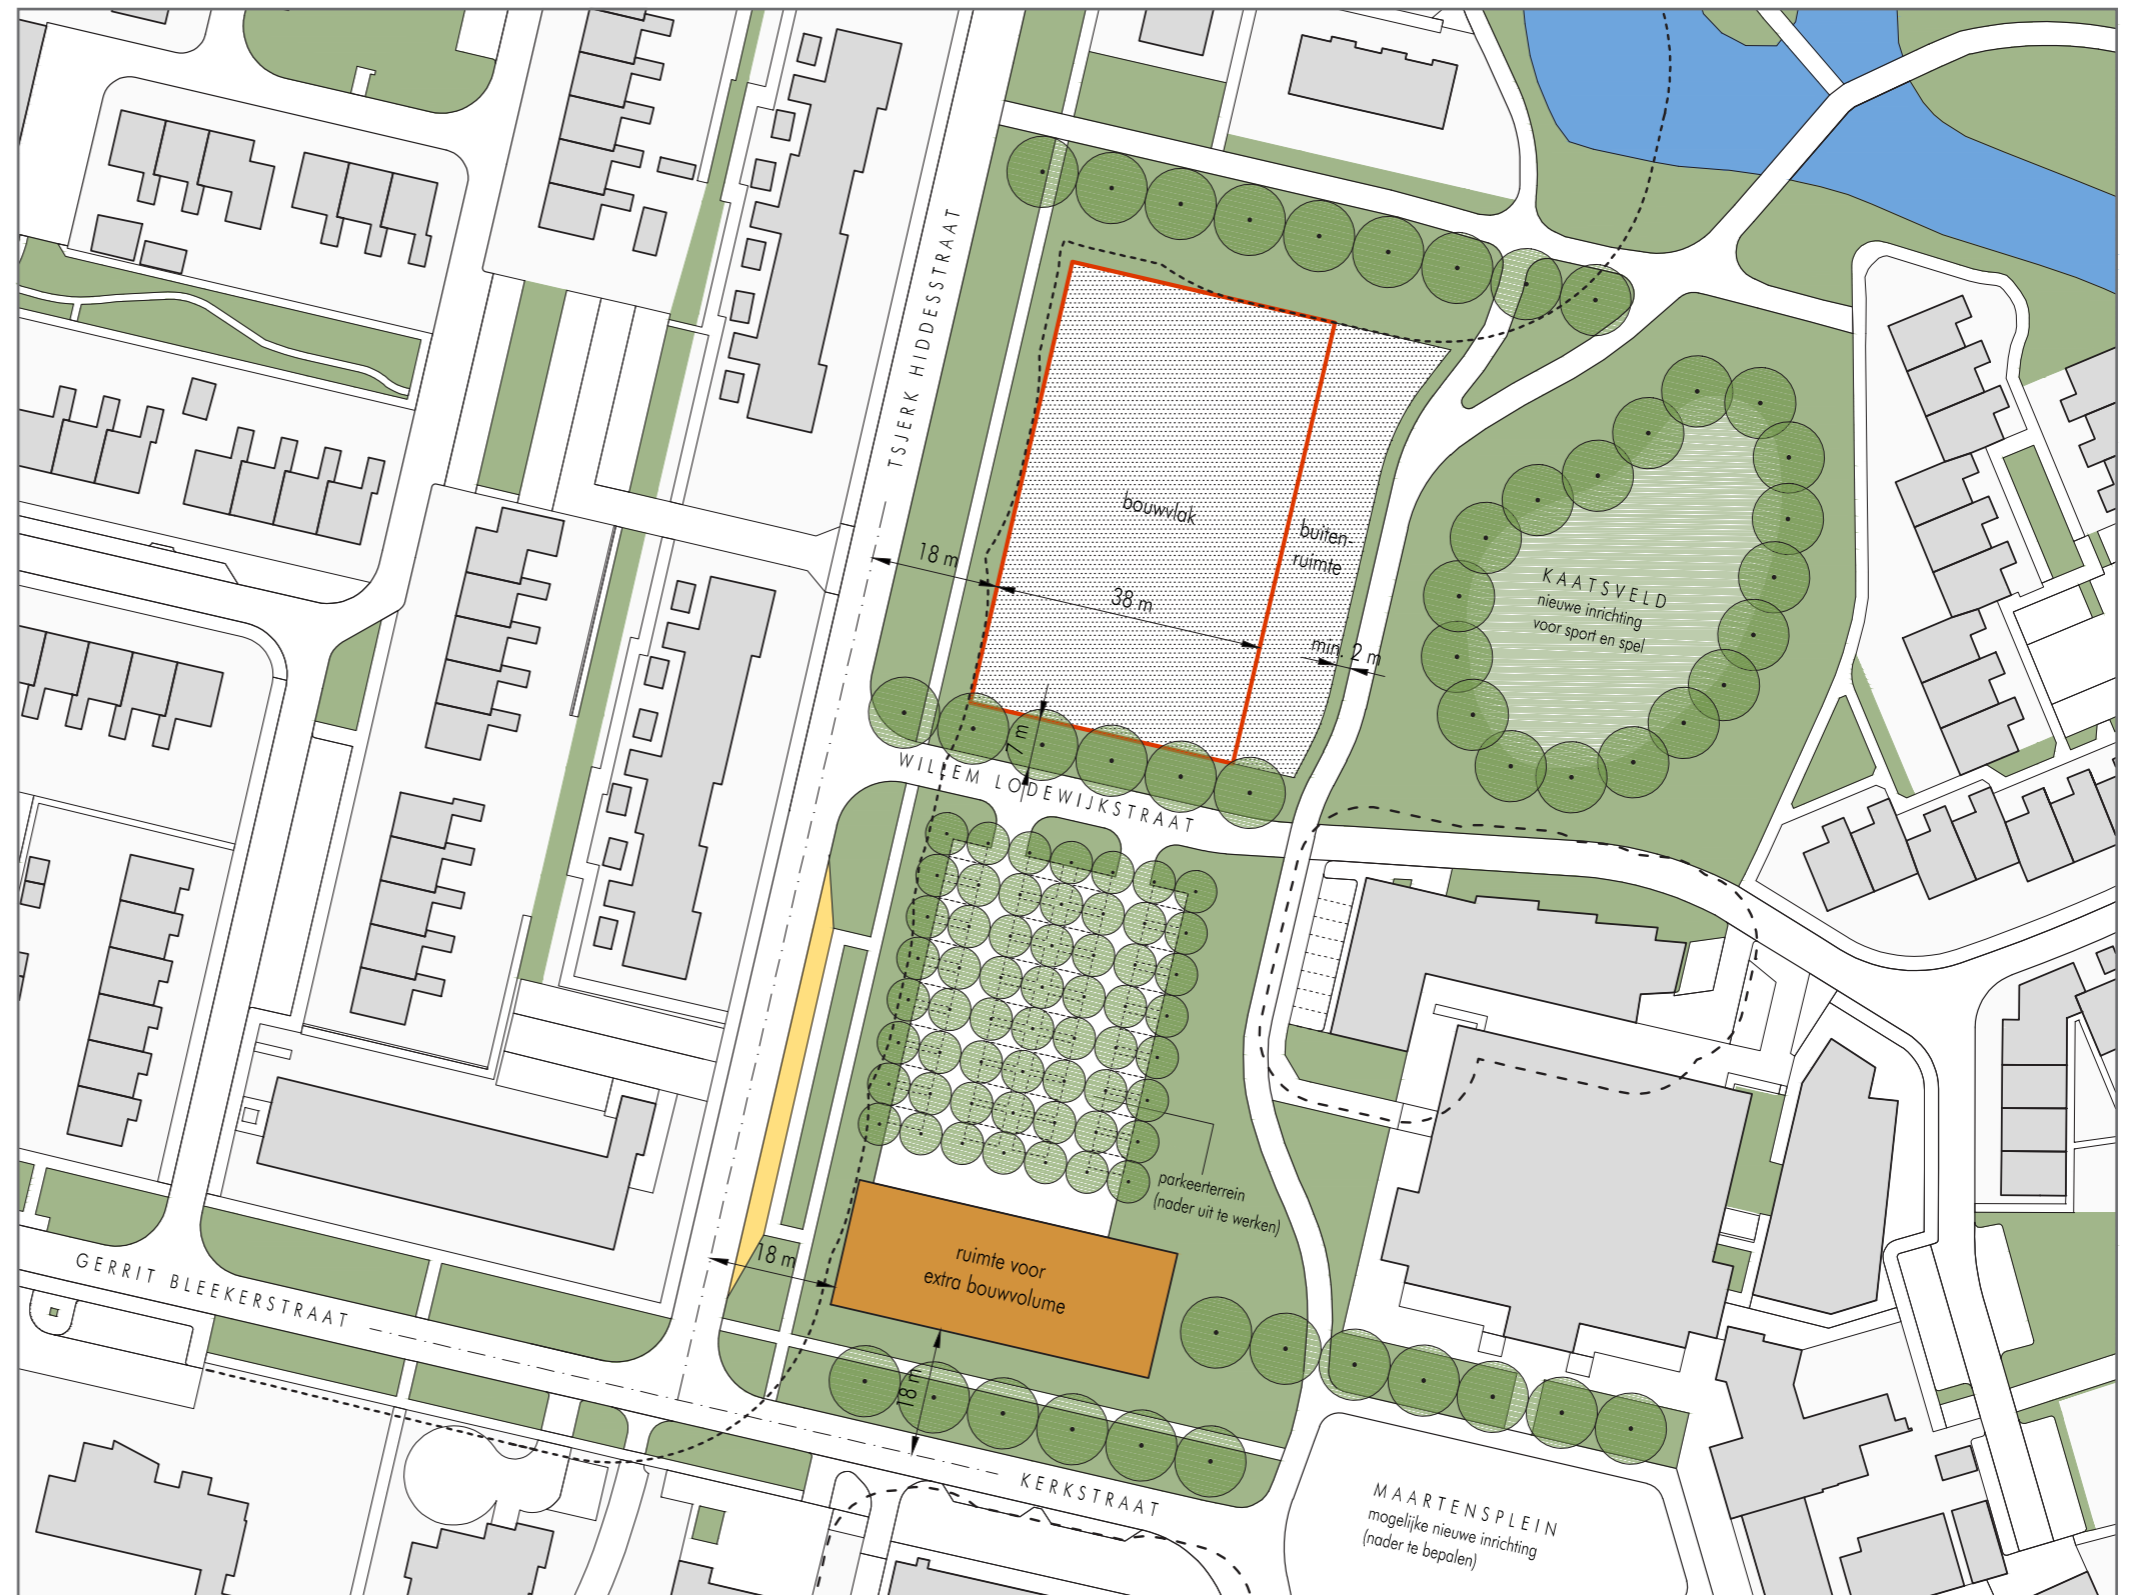 TSJERK HIDDESSTRAAT
bouwvlak
buiten-
ruimte
18 m
38 m
min. 2 m
7 m
KAATSVELD
nieuwe inrichting
voor sport en spel
WILLEM LODEWIJKSTRAAT
parkeerterrein
(nader uit te werken)
ruimte voor
extra bouwvolume
18 m
18 m
GERRIT BLEEKERSTRAAT
KERKSTRAAT
MAARTENSPLEIN
mogelijke nieuwe inrichting
(nader te bepalen)